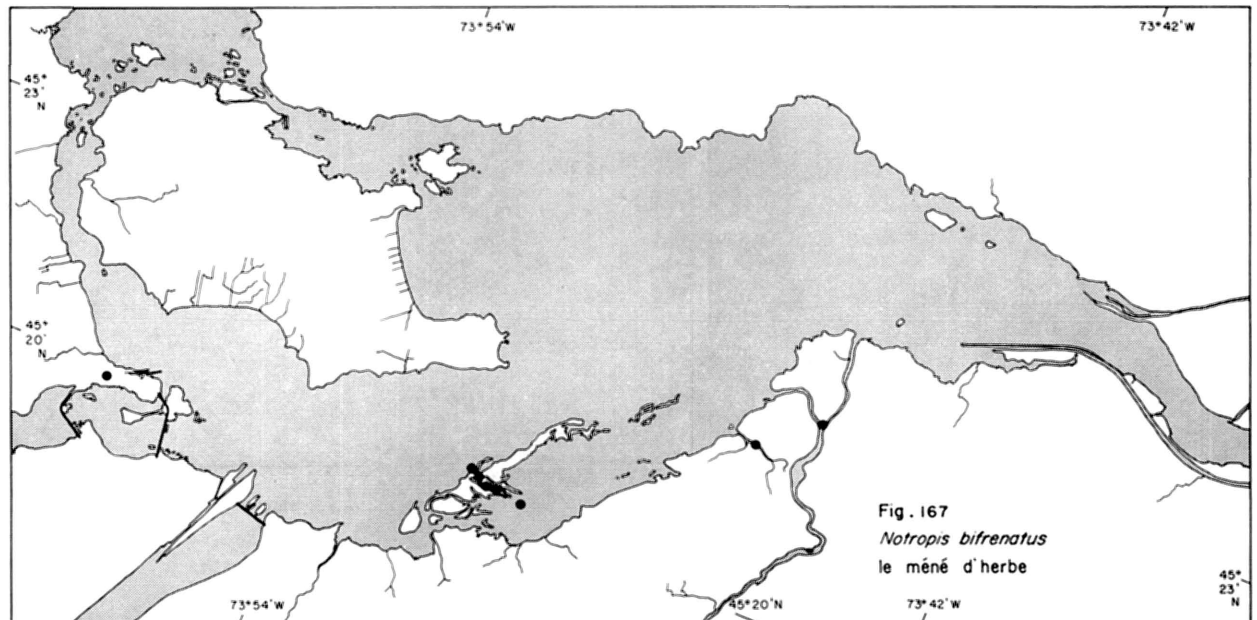 73°54'W
73°42'W
45°
23'
N
45°
20'
N
Fig. 167
Notropis bifrenatus
le méné d'herbe
45°
23'
N
73°54'W
45°20'N
73°42'W